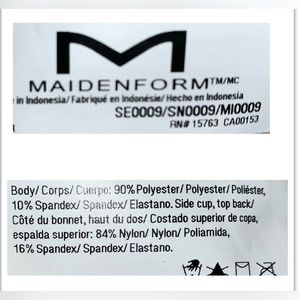 MAIDENFORM™/MC
in Indonesia/ Fabriqué en Indonésie/ Hecho en Indonesia
SE0009/SN0009/MI0009
RN# 15763 CA00153
Body/ Corps/ Cuerpo: 90% Polyester/ Polyester/ Poliéster,
10% Spandex/ Spandex/ Elastano. Side cup, top back/
Côté du bonnet, haut du dos/ Costado superior de copa,
espalda superior: 84% Nylon/ Nylon/ Poliamida,
16% Spandex/ Spandex/ Elastano.